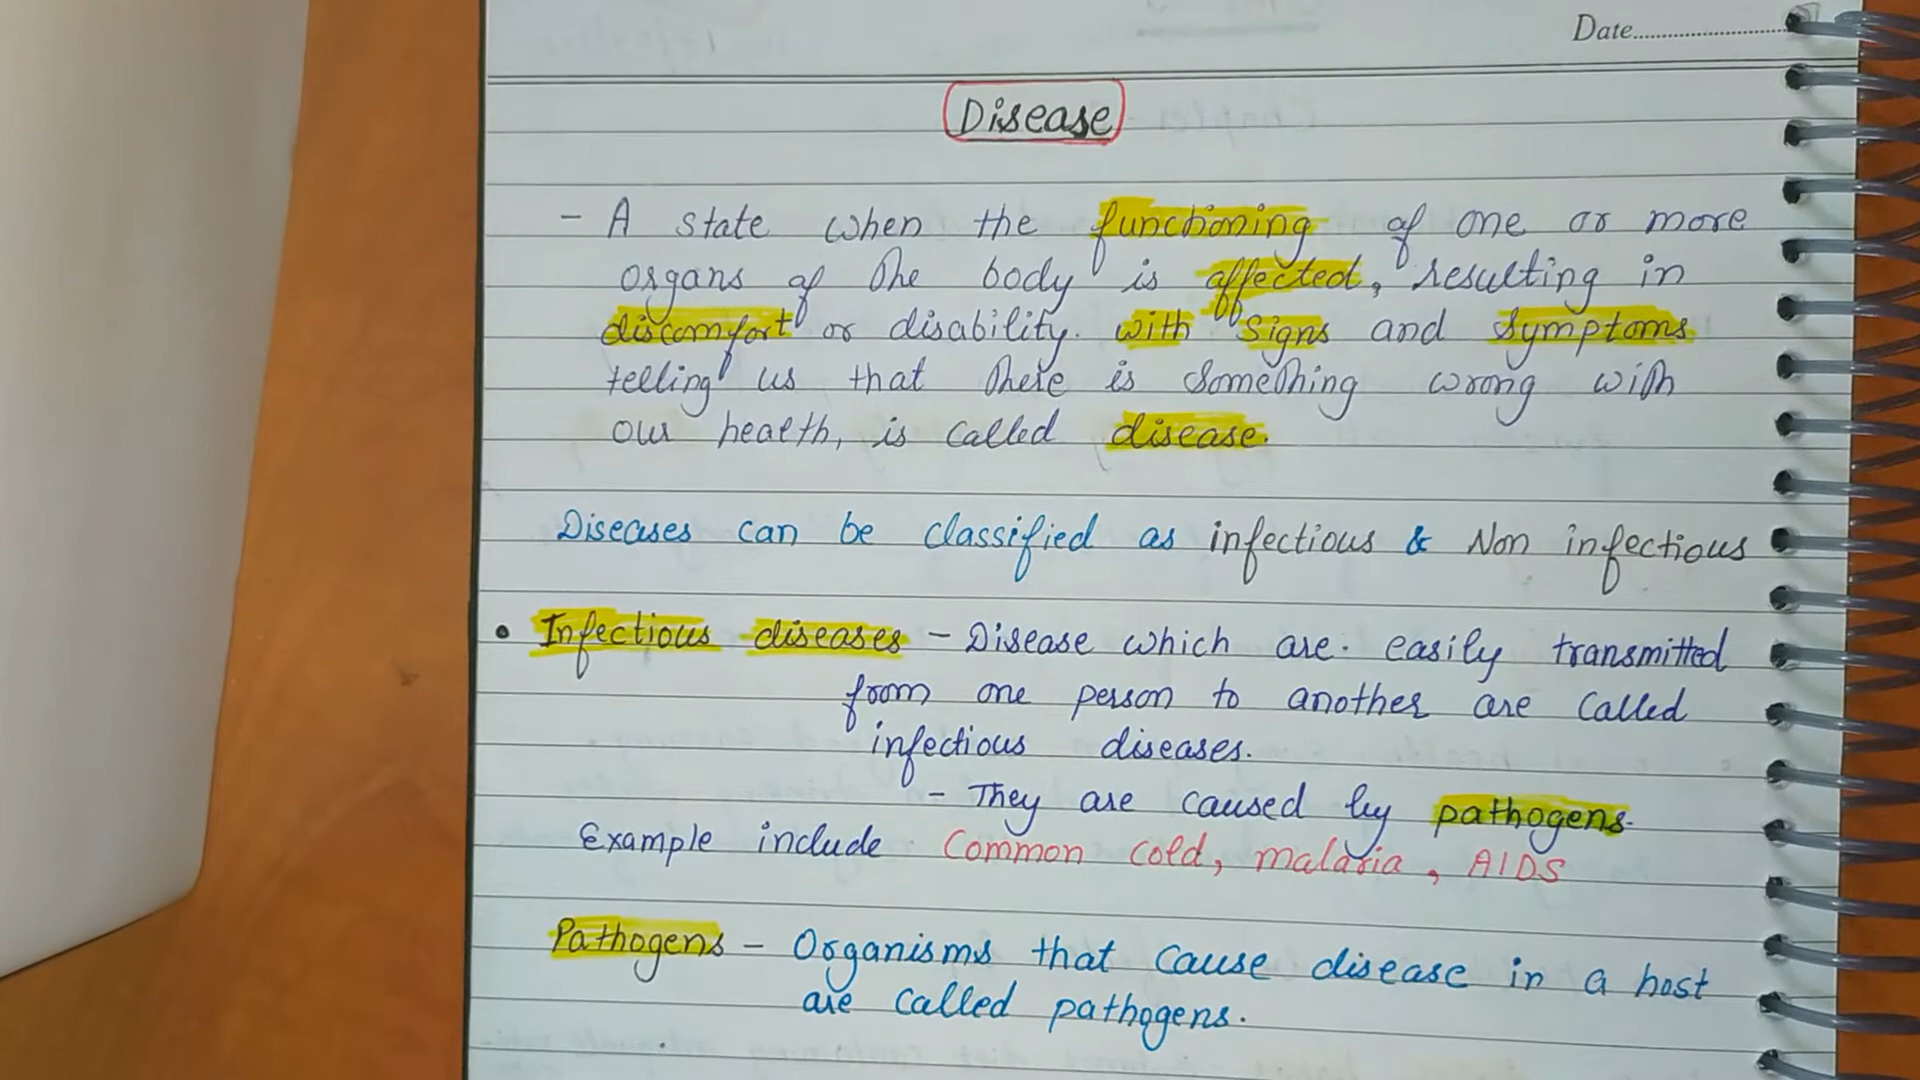 Date
Disease
- A state when the functioning of one or more
organs of the body is affected, resulting in
discomfort or disability. with signs and symptoms
telling us that there is something wrong with
our health, is called disease.
Diseases can be classified as infectious & Non infectious
• Infectious diseases - Disease which are. easily transmitted
from one person to another are called
infectious diseases.
- They are caused by pathogens.
Example include Common cold, malaria, AIDS
Pathogens - Organisms that cause disease in a host
are called pathogens.